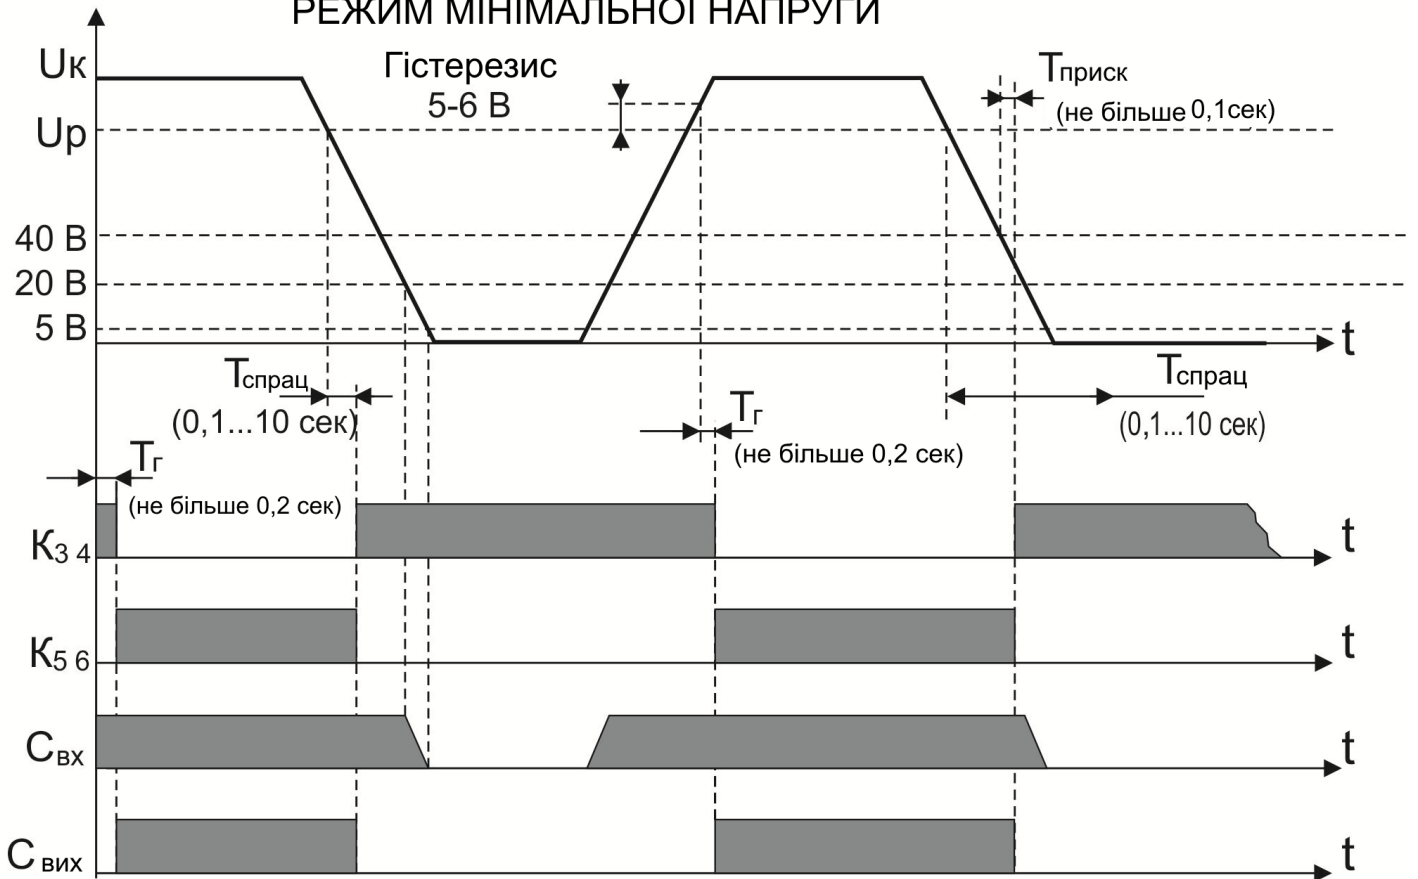 РЕЖИМ МІНІМАЛЬНОЇ НАПРУГИ
Uк
Гістерезис
5-6 В
Tприск
(не більше 0,1сек)
Uр
40 В
20 В
5 В
t
Tспрац
(0,1...10 сек)
Tспрац
(0,1...10 сек)
Tг
(не більше 0,2 сек)
Tг
(не більше 0,2 сек)
К3 4
t
К5 6
t
Свх
t
С вих
t